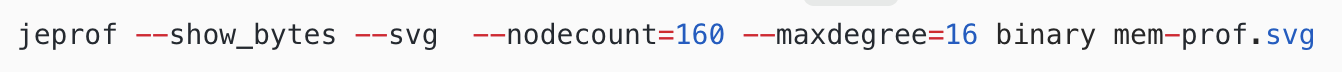 jeprof --show_bytes --svg  --nodecount=160 --maxdegree=16 binary mem-prof.svg